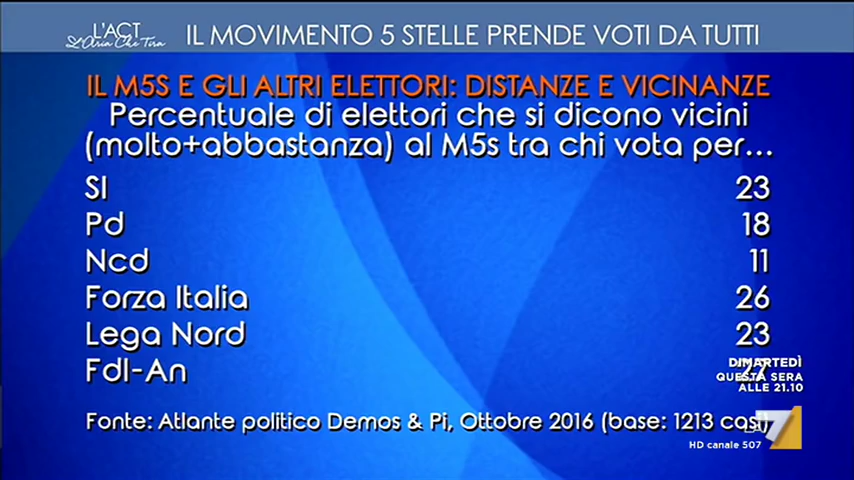 L'ACT
L'Aria Che Tira
IL MOVIMENTO 5 STELLE PRENDE VOTI DA TUTTI
IL M5S E GLI ALTRI ELETTORI: DISTANZE E VICINANZE
Percentuale di elettori che si dicono vicini
(molto+abbastanza) al M5s tra chi vota per...
SI 23
Pd 18
Ncd 11
Forza Italia 26
Lega Nord 23
FdI-An
DIMARTEDÌ
QUESTA SERA
ALLE 21.10
Fonte: Atlante politico Demos & Pi, Ottobre 2016 (base: 1213 casi)
LA7
HD canale 507